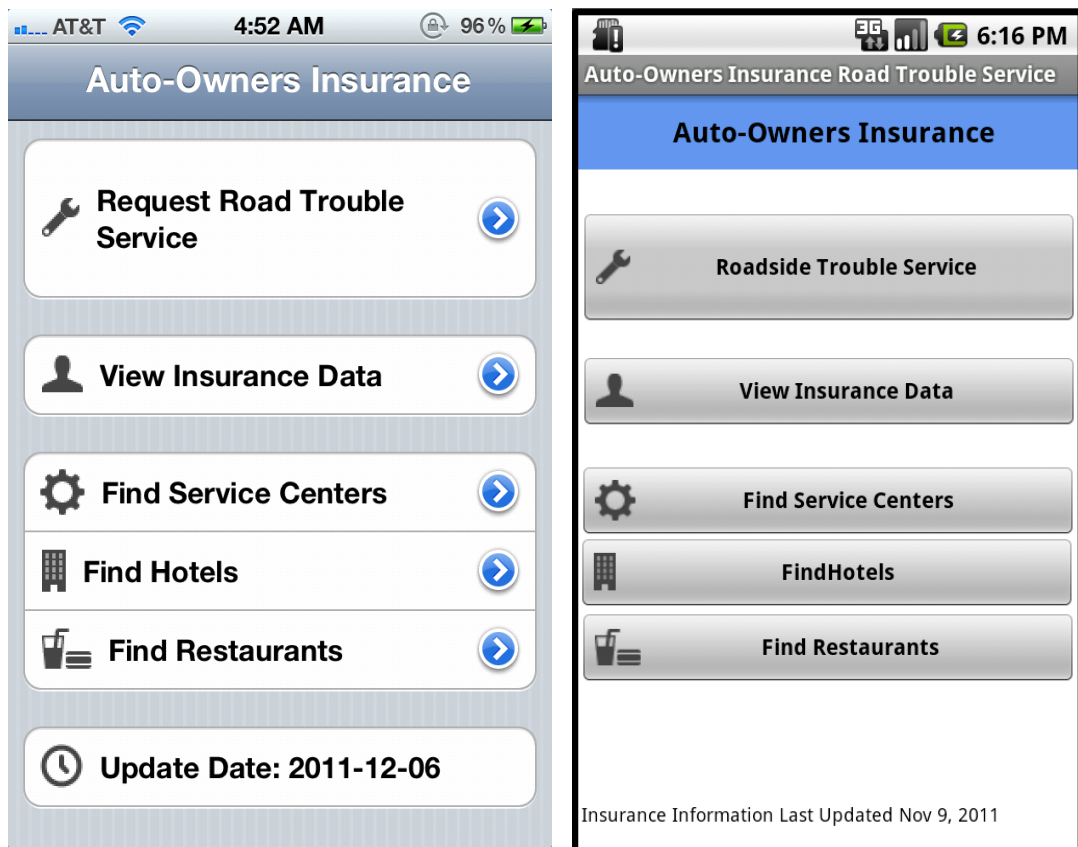 AT&T 4:52 AM 96%
Auto-Owners Insurance
Request Road Trouble
Service
View Insurance Data
Find Service Centers
Find Hotels
Find Restaurants
Update Date: 2011-12-06
3G 6:16 PM
Auto-Owners Insurance Road Trouble Service
Auto-Owners Insurance
Roadside Trouble Service
View Insurance Data
Find Service Centers
FindHotels
Find Restaurants
Insurance Information Last Updated Nov 9, 2011